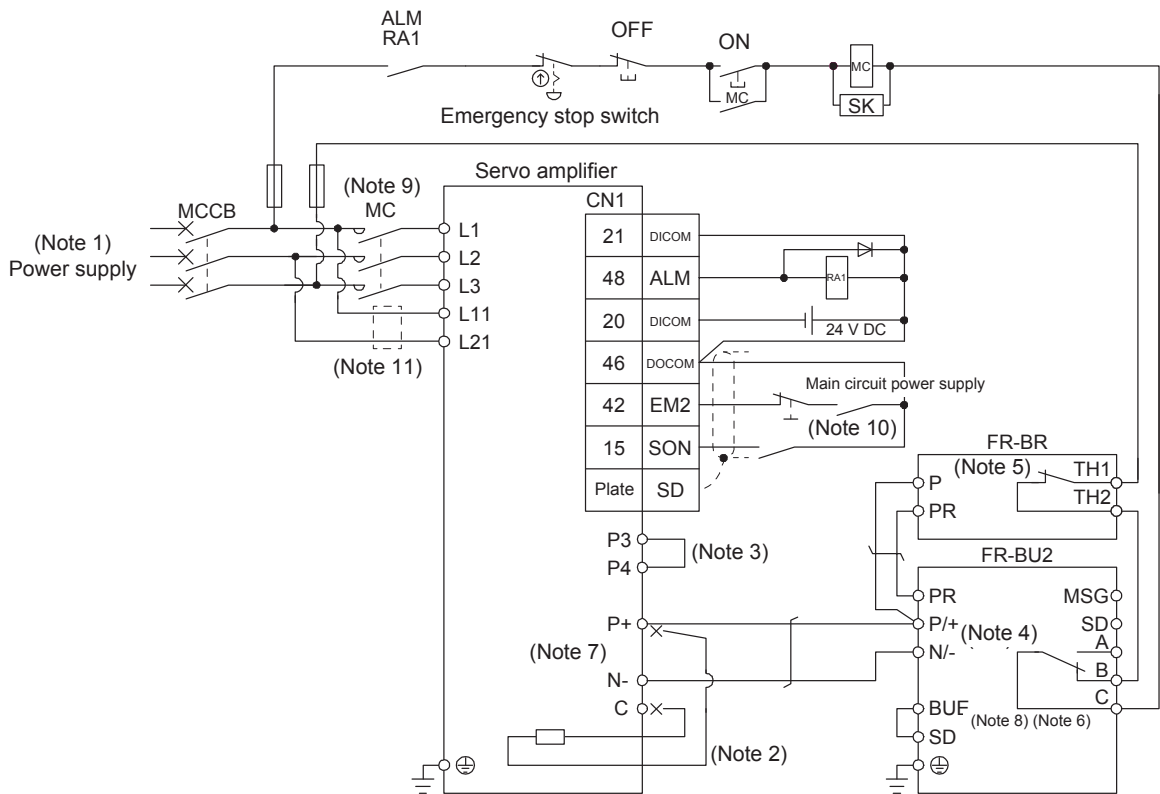 ALM
RA1
OFF
ON
MC
MC
SK
Emergency stop switch
Servo amplifier
(Note 9)
MC
MCCB
(Note 1)
Power supply
L1
L2
L3
L11
L21
(Note 11)
CN1
21 DICOM
48 ALM
20 DICOM
46 DOCOM
42 EM2
15 SON
Plate SD
RA1
24 V DC
Main circuit power supply
(Note 10)
P3
P4
(Note 3)
P+
(Note 7)
N-
C
(Note 2)
FR-BR
(Note 5)
P
PR
TH1
TH2
FR-BU2
PR
P/+
N/-
(Note 4)
MSG
SD
A
B
C
BUE
SD
(Note 8) (Note 6)